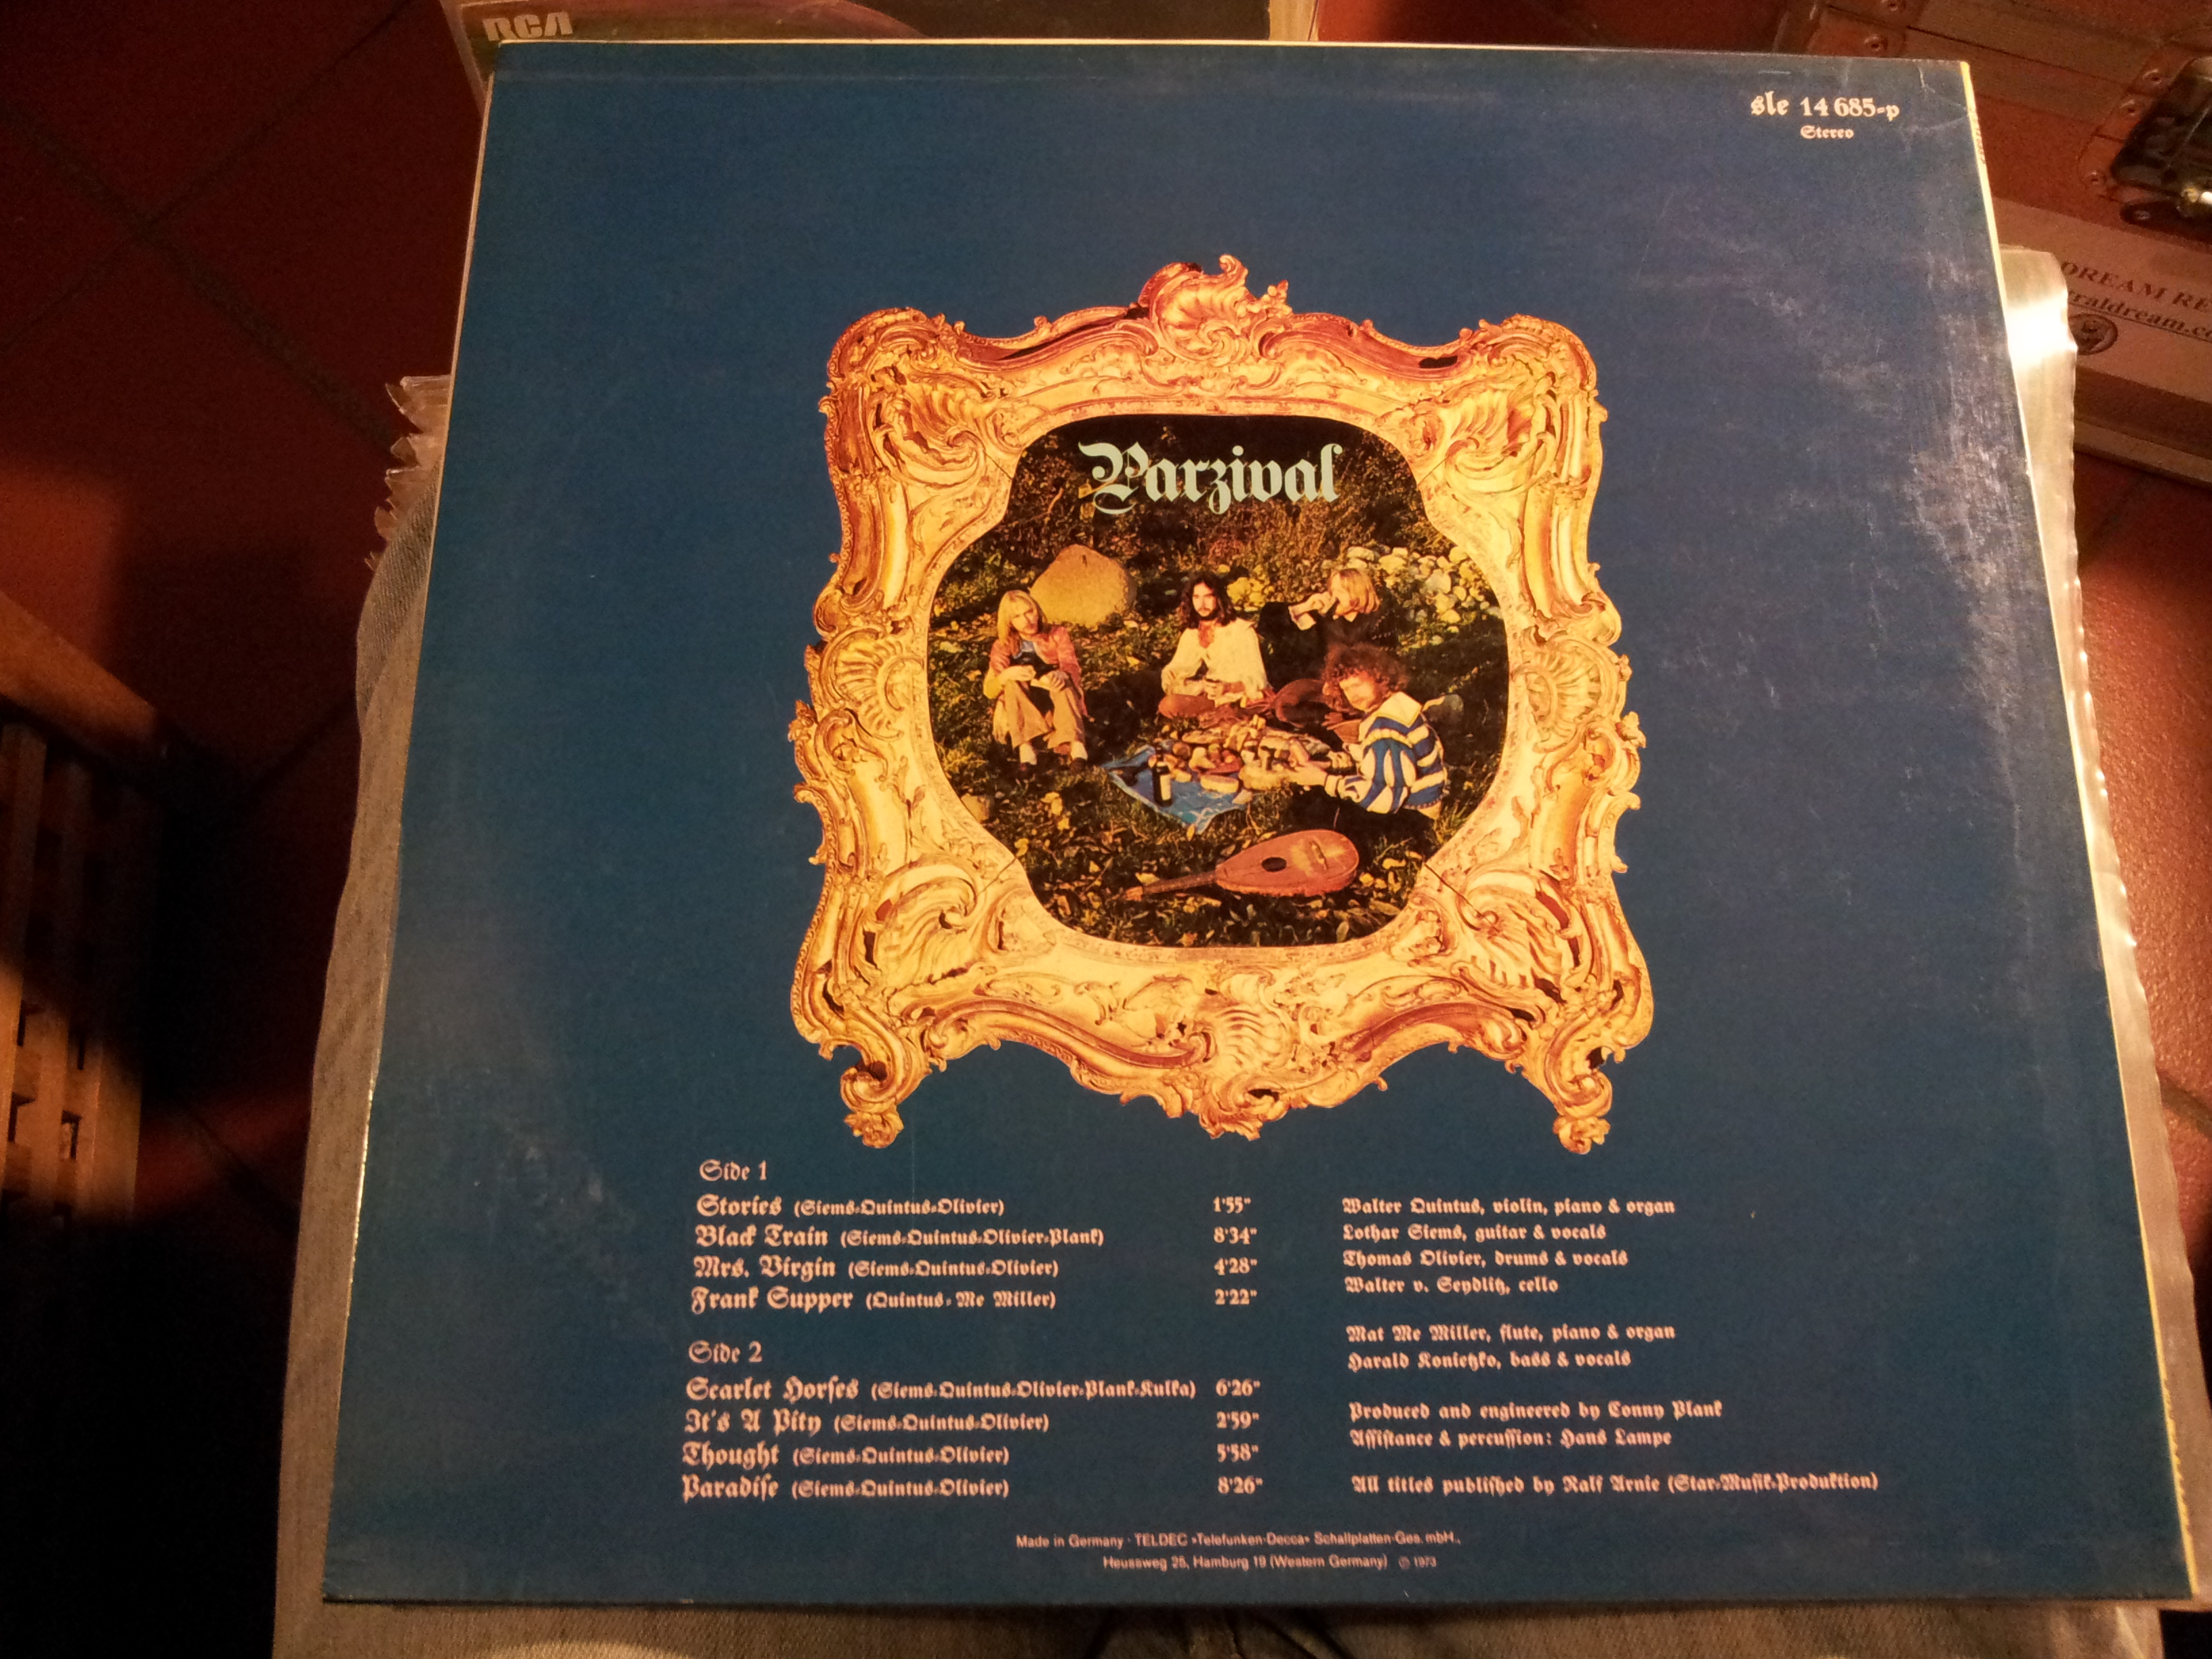 RCA
sle 14 685-p
Stereo
DREAM RE
raldream.co
Parzival
Side 1
Stories (Siems-Quintus-Olivier) 1'55"
Black Train (Siems-Quintus-Olivier-Plank) 8'34"
Mrs. Virgin (Siems-Quintus-Olivier) 4'28"
Frank Supper (Quintus-Me Miller) 2'22"
Side 2
Scarlet Horſes (Siems-Quintus-Olivier-Plank-Kulka) 6'26"
It's A Pity (Siems-Quintus-Olivier) 2'59"
Thought (Siems-Quintus-Olivier) 5'58"
Paradiſe (Siems-Quintus-Olivier) 8'26"
Walter Quintus, violin, piano & organ
Lothar Siems, guitar & vocals
Thomas Olivier, drums & vocals
Walter v. Seydlitz, cello
Mat Me Miller, flute, piano & organ
Harald Konietzko, bass & vocals
Produced and engineered by Conny Plank
Aſſiſtance & percuſſion: Hans Lampe
All titles publiſhed by Ralf Arnie (Star-Muſik-Produktion)
Made in Germany · TELDEC »Telefunken-Decca« Schallplatten-Ges. mbH.,
Heussweg 25, Hamburg 19 (Western Germany) ℗ 1973